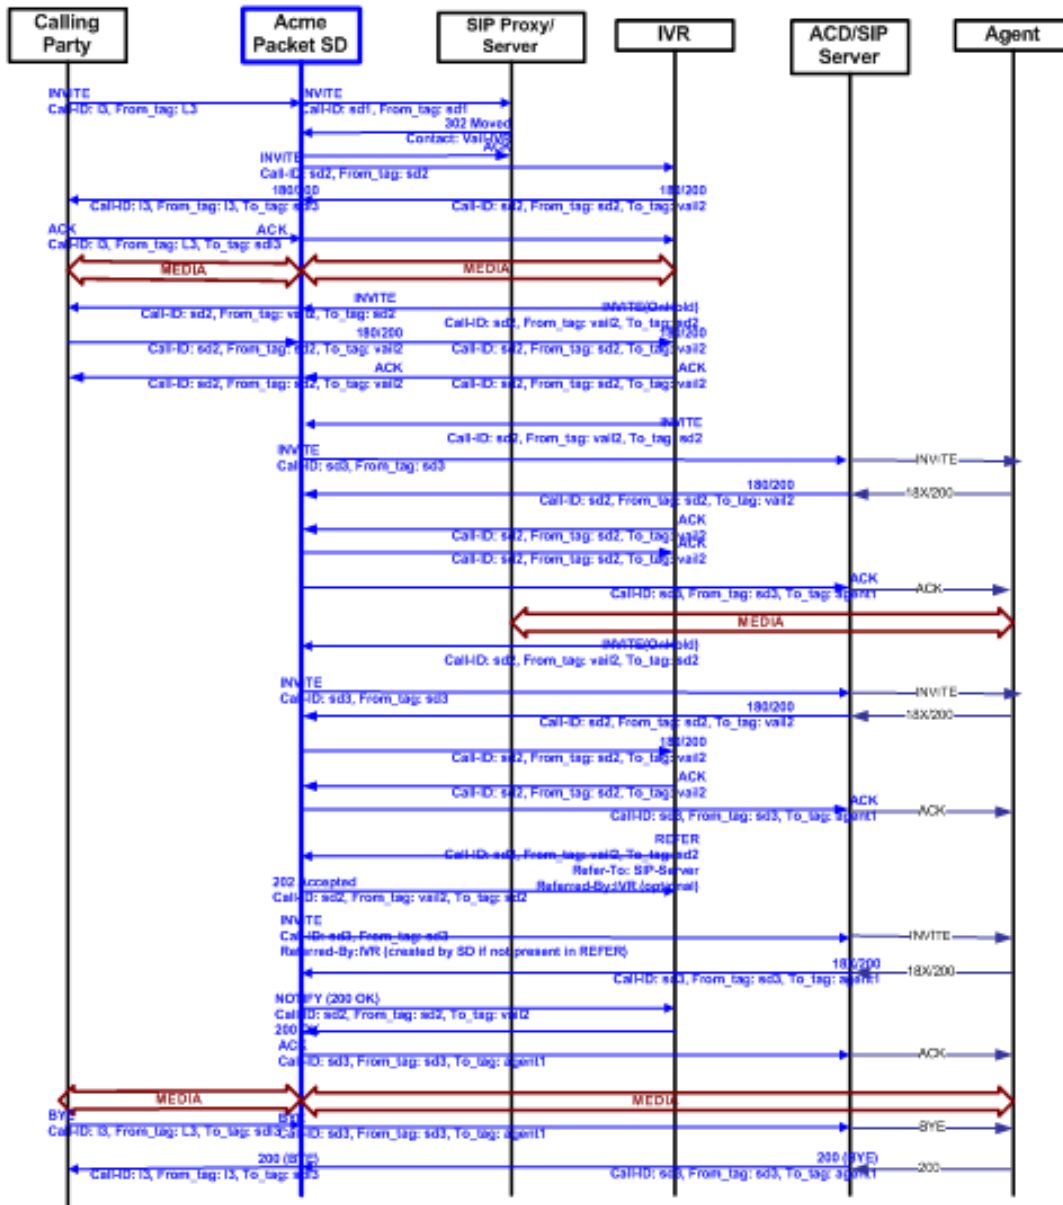 Calling
Party
Acme
Packet SD
SIP Proxy/
Server
IVR
ACD/SIP
Server
Agent
INVITE
Call-ID: l3, From_tag: L3
INVITE
Call-ID: sd1, From_tag: sd1
302 Moved
Contact: Vail-IVR
ACK
INVITE
Call-ID: sd2, From_tag: sd2
180/200
Call-ID: l3, From_tag: l3, To_tag: sdl3
180/200
Call-ID: sd2, From_tag: sd2, To_tag: vail2
ACK
Call-ID: l3, From_tag: L3, To_tag: sdl3
ACK
MEDIA
MEDIA
INVITE
Call-ID: sd2, From_tag: vail2, To_tag: sd2
INVITE(OnHold)
Call-ID: sd2, From_tag: vail2, To_tag: sd2
180/200
Call-ID: sd2, From_tag: sd2, To_tag: vail2
180/200
Call-ID: sd2, From_tag: sd2, To_tag: vail2
ACK
Call-ID: sd2, From_tag: sd2, To_tag: vail2
ACK
Call-ID: sd2, From_tag: sd2, To_tag: vail2
INVITE
Call-ID: sd2, From_tag: vail2, To_tag: sd2
INVITE
Call-ID: sd3, From_tag: sd3
INVITE
180/200
Call-ID: sd2, From_tag: sd2, To_tag: vail2
18X/200
ACK
Call-ID: sd2, From_tag: sd2, To_tag: vail2
ACK
Call-ID: sd2, From_tag: sd2, To_tag: vail2
ACK
Call-ID: sd3, From_tag: sd3, To_tag: agent1
ACK
MEDIA
INVITE(OnHold)
Call-ID: sd2, From_tag: vail2, To_tag: sd2
INVITE
Call-ID: sd3, From_tag: sd3
INVITE
180/200
Call-ID: sd2, From_tag: sd2, To_tag: vail2
18X/200
180/200
Call-ID: sd2, From_tag: sd2, To_tag: vail2
ACK
Call-ID: sd2, From_tag: sd2, To_tag: vail2
ACK
Call-ID: sd3, From_tag: sd3, To_tag: agent1
ACK
REFER
Call-ID: sd2, From_tag: vail2, To_tag: sd2
Refer-To: SIP-Server
Referred-By:IVR (optional)
202 Accepted
Call-ID: sd2, From_tag: vail2, To_tag: sd2
INVITE
Call-ID: sd3, From_tag: sd3
Referred-By:IVR (created by SD if not present in REFER)
INVITE
18X/200
Call-ID: sd3, From_tag: sd3, To_tag: agent1
18X/200
NOTIFY (200 OK)
Call-ID: sd2, From_tag: sd2, To_tag: vail2
200 OK
ACK
Call-ID: sd3, From_tag: sd3, To_tag: agent1
ACK
MEDIA
MEDIA
BYE
Call-ID: l3, From_tag: L3, To_tag: sdl3
BYE
Call-ID: sd3, From_tag: sd3, To_tag: agent1
BYE
200 (BYE)
Call-ID: l3, From_tag: l3, To_tag: sdl3
200 (BYE)
Call-ID: sd3, From_tag: sd3, To_tag: agent1
200